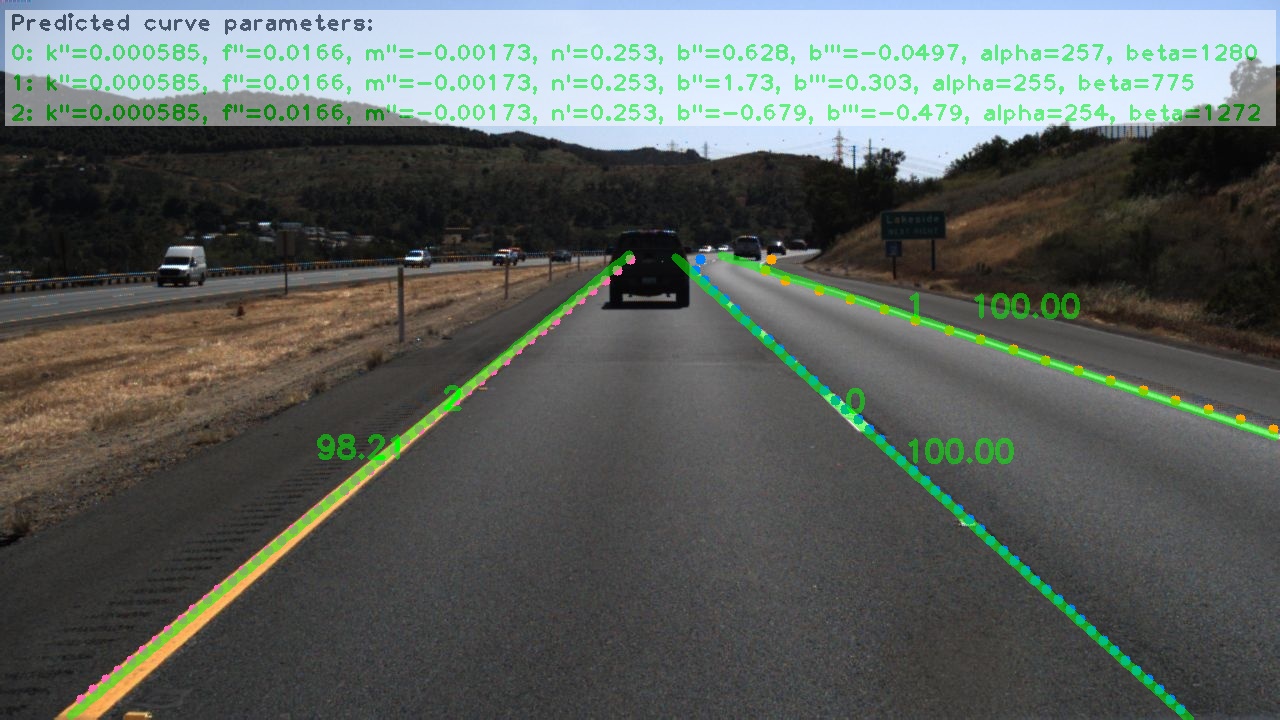 Predicted curve parameters:
0: k"=0.000585, f"=0.0166, m"=-0.00173, n'=0.253, b"=0.628, b'''=-0.0497, alpha=257, beta=1280
1: k"=0.000585, f"=0.0166, m"=-0.00173, n'=0.253, b"=1.73, b'''=0.303, alpha=255, beta=775
2: k"=0.000585, f"=0.0166, m"=-0.00173, n'=0.253, b"=-0.679, b'''=-0.479, alpha=254, beta=1272
Lakeside
NEXT RIGHT
1 100.00
2
0
98.21
100.00